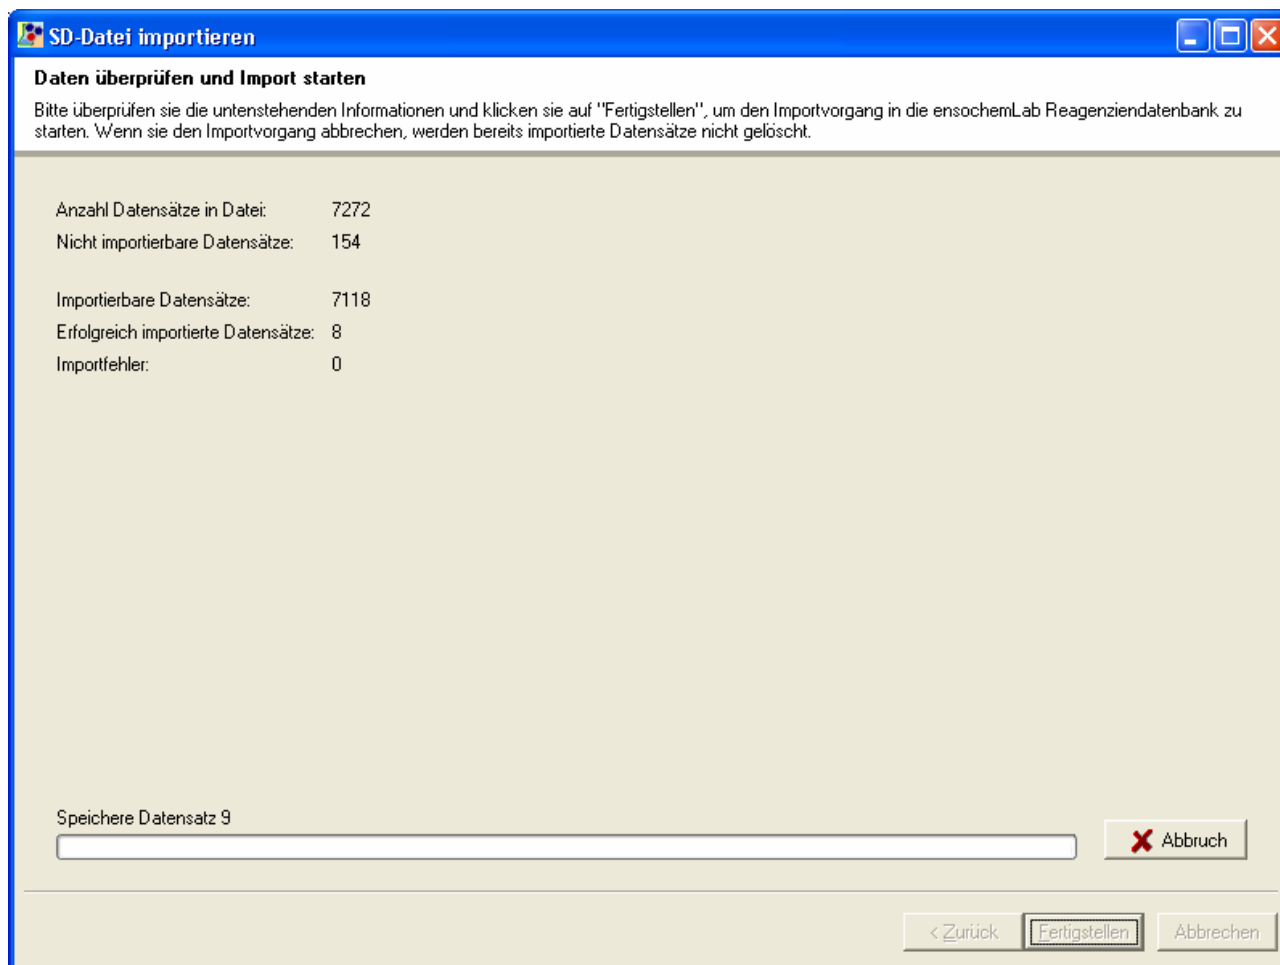 SD-Datei importieren
Daten überprüfen und Import starten
Bitte überprüfen sie die untenstehenden Informationen und klicken sie auf "Fertigstellen", um den Importvorgang in die ensochemLab Reagenziendatenbank zu
starten. Wenn sie den Importvorgang abbrechen, werden bereits importierte Datensätze nicht gelöscht.
Anzahl Datensätze in Datei: 7272
Nicht importierbare Datensätze: 154
Importierbare Datensätze: 7118
Erfolgreich importierte Datensätze: 8
Importfehler: 0
Speichere Datensatz 9
Abbruch
< Zurück Fertigstellen Abbrechen